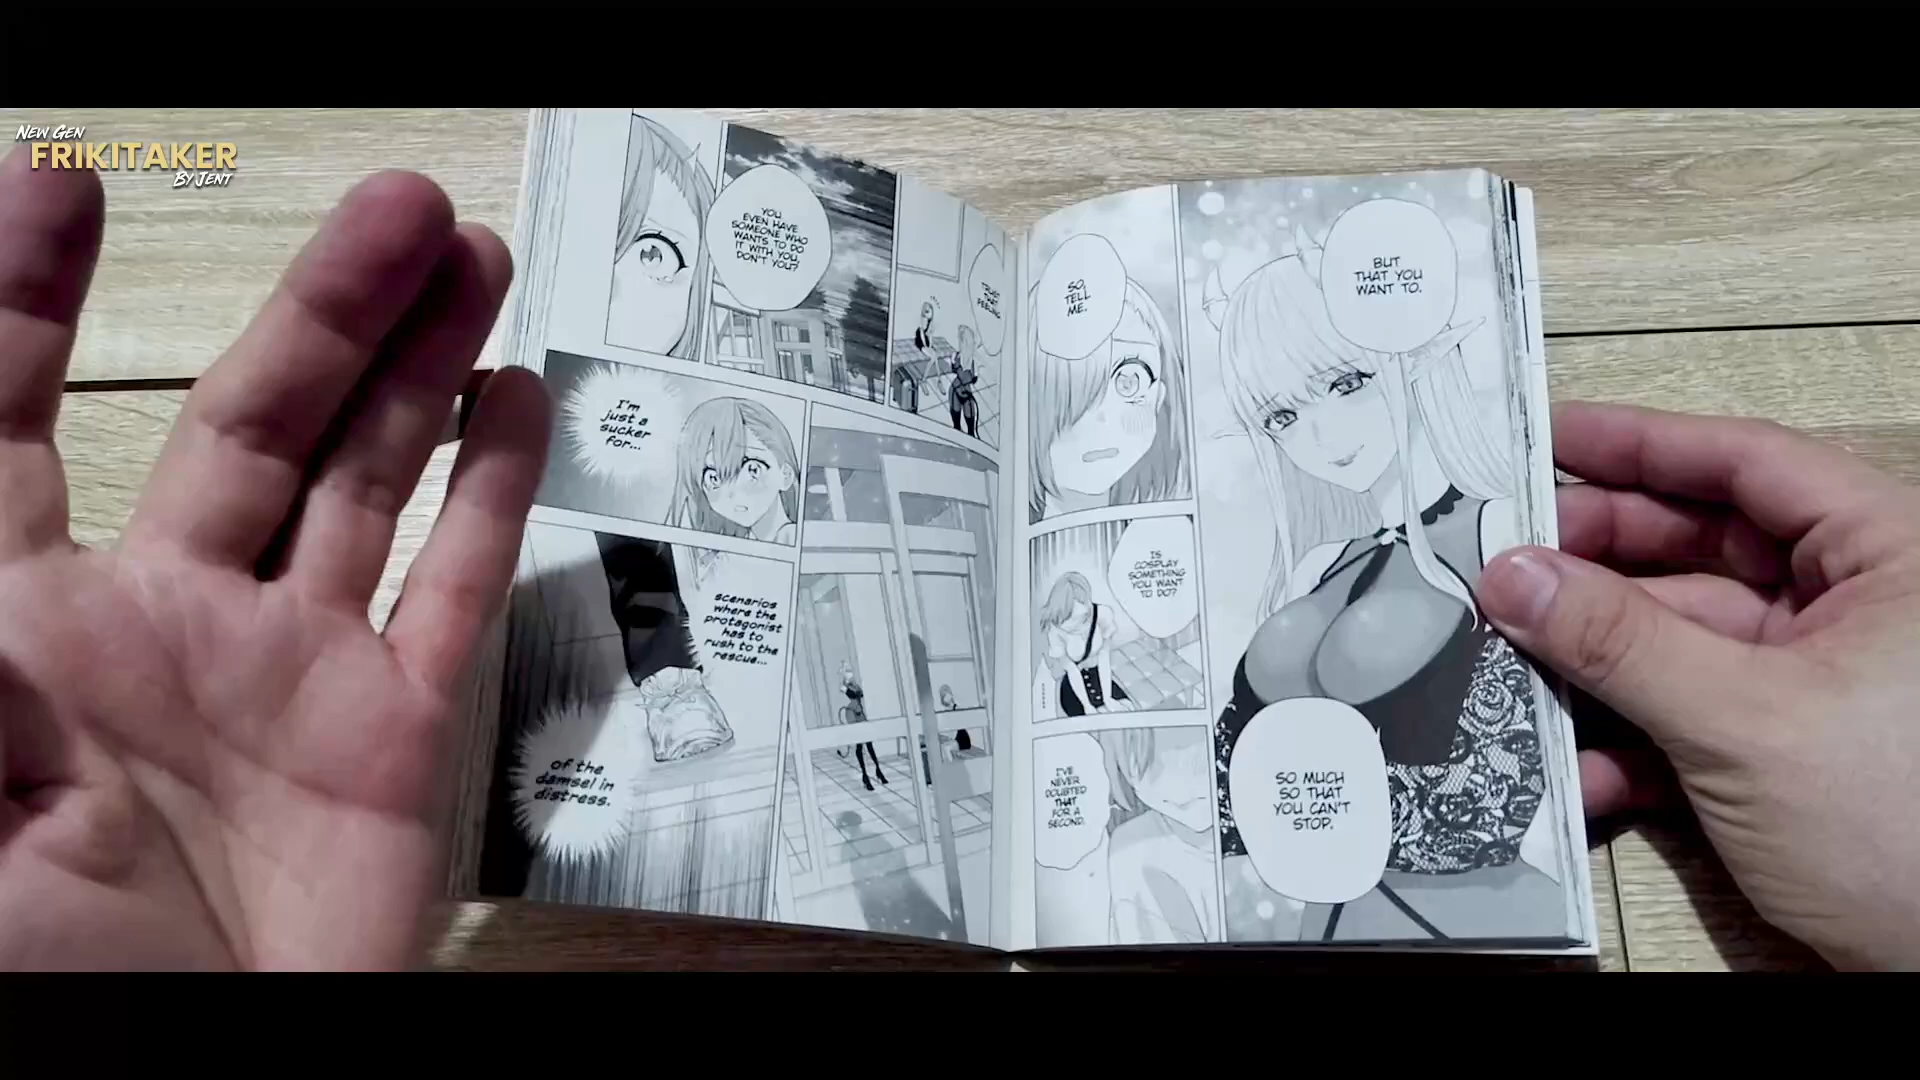 New Gen
FRIKITAKER
By Jent
YOU
EVEN HAVE
SOMEONE WHO
WANTS TO DO
IT WITH YOU,
DON'T YOU?
TRUST
THAT
FEELING
I'm
just a
sucker
for...
scenarios
where the
protagonist
has to
rush to the
rescue...
of the
damsel in
distress.
SO,
TELL
ME.
BUT
THAT YOU
WANT TO.
IS
COSPLAY
SOMETHING
YOU WANT
TO DO?
I'VE
NEVER
DOUBTED
THAT
FOR A
SECOND.
SO MUCH
SO THAT
YOU CAN'T
STOP.